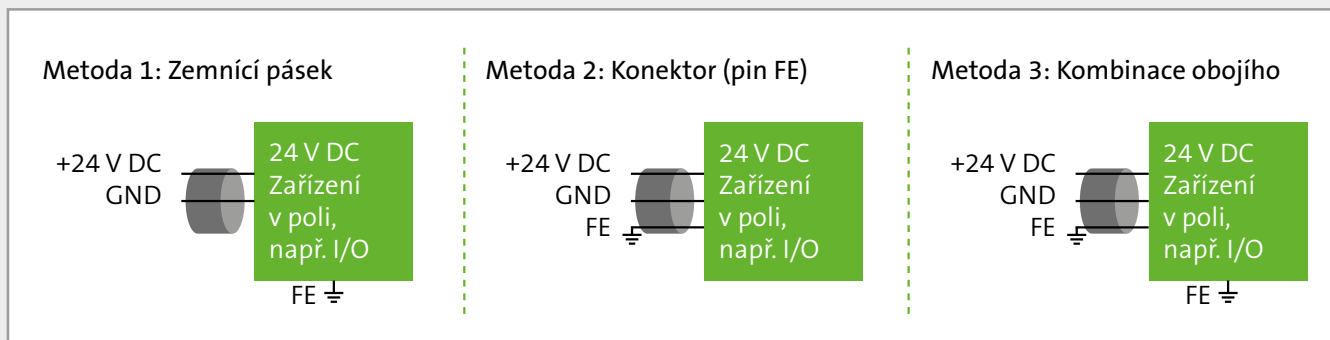 Metoda 1: Zemnící pásek
+24 V DC
GND
24 V DC
Zařízení
v poli,
např. I/O
FE
Metoda 2: Konektor (pin FE)
+24 V DC
GND
FE
24 V DC
Zařízení
v poli,
např. I/O
Metoda 3: Kombinace obojího
+24 V DC
GND
FE
24 V DC
Zařízení
v poli,
např. I/O
FE